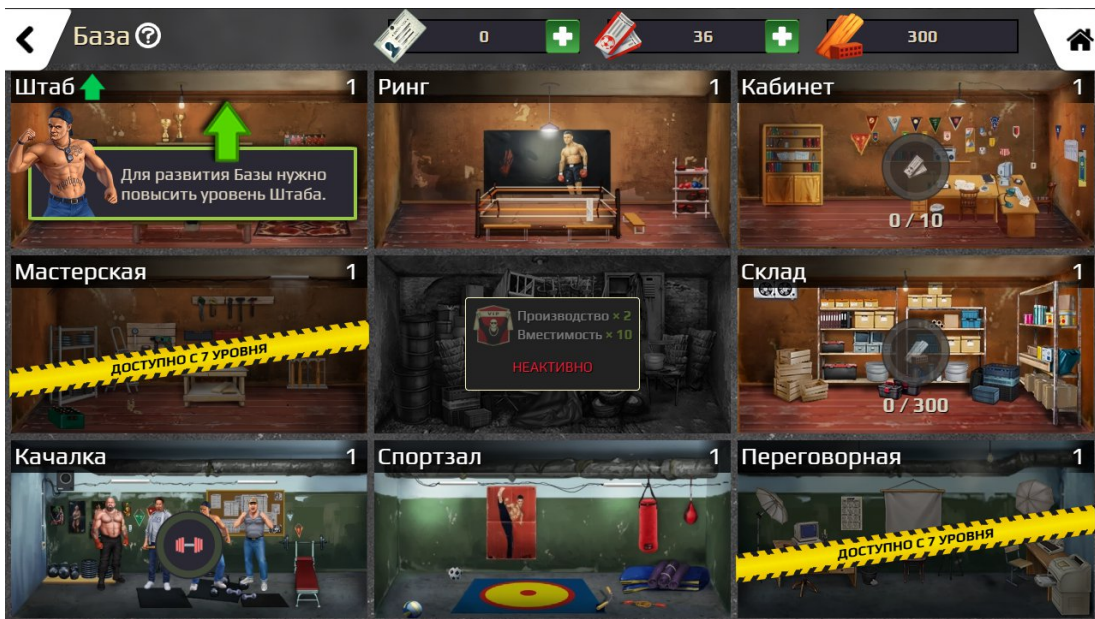 База ?
0
36
300
Штаб 1
Для развития Базы нужно
повысить уровень Штаба.
Ринг 1
Кабинет 1
0 / 10
Мастерская 1
ДОСТУПНО С 7 УРОВНЯ
VIP
Производство × 2
Вместимость × 10
НЕАКТИВНО
Склад 1
0 / 300
Качалка 1
Спортзал 1
Переговорная 1
ДОСТУПНО С 7 УРОВНЯ